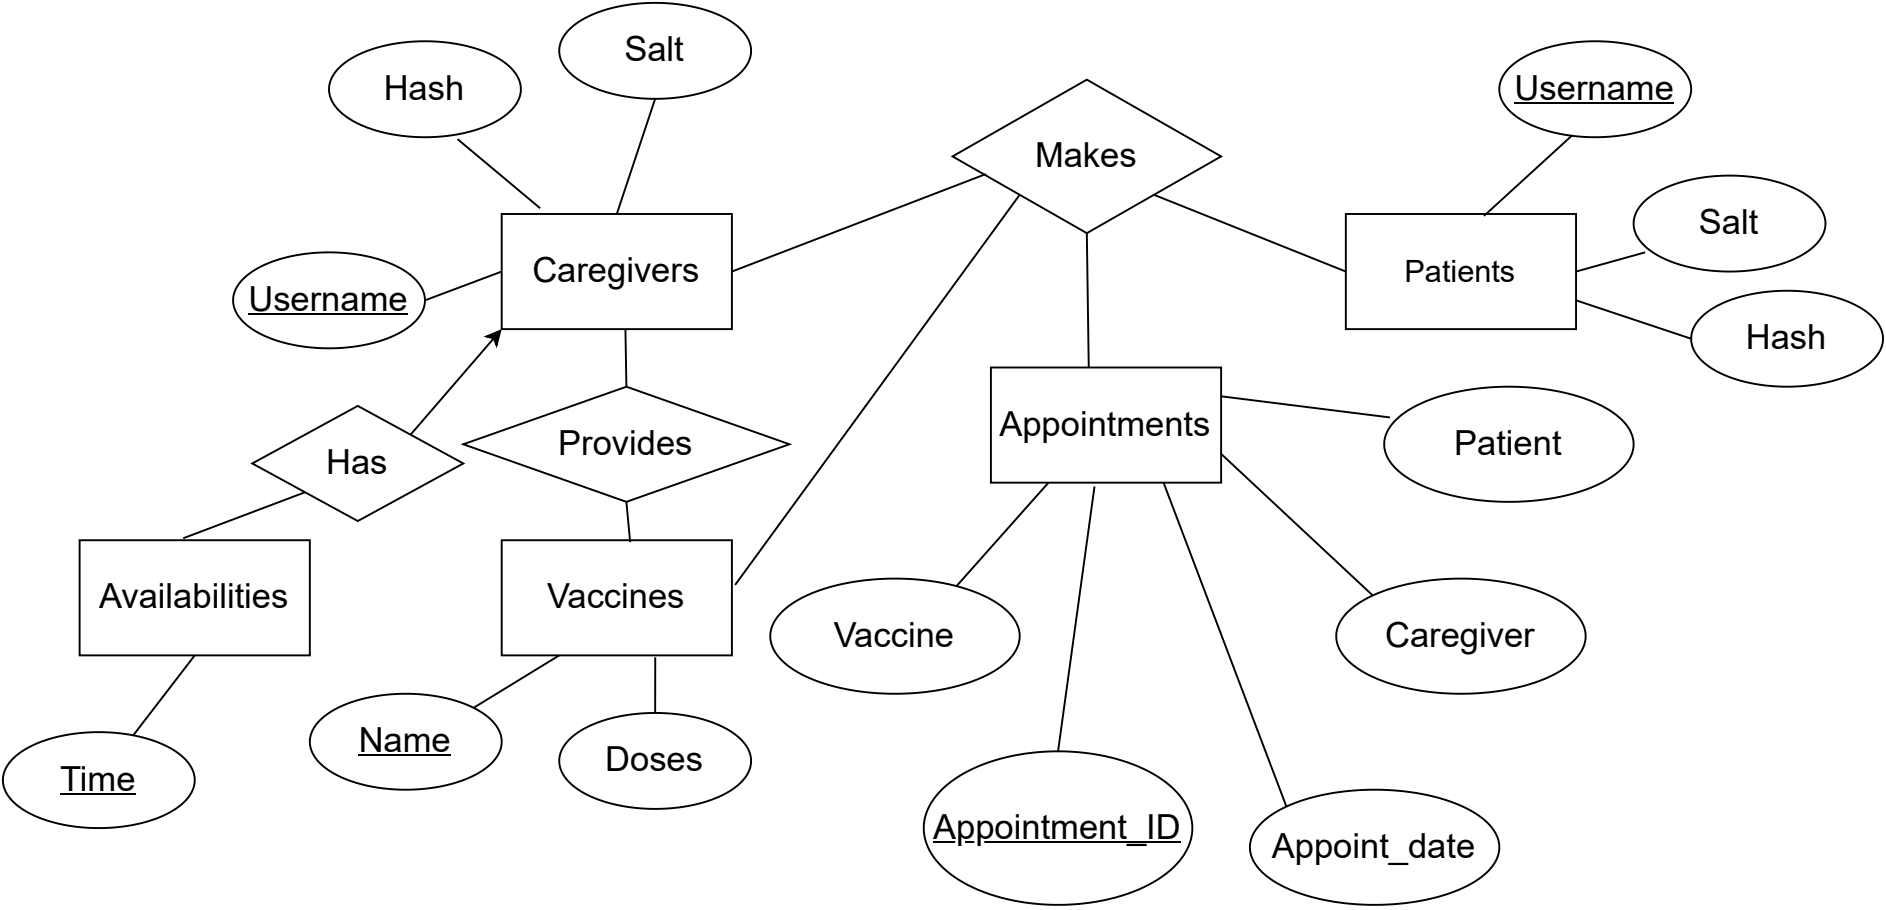 Salt
Hash
Username
Makes
Salt
Caregivers
Patients
Username
Hash
Appointments
Patient
Provides
Has
Availabilities
Vaccines
Vaccine
Caregiver
Name
Doses
Time
Appointment_ID
Appoint_date